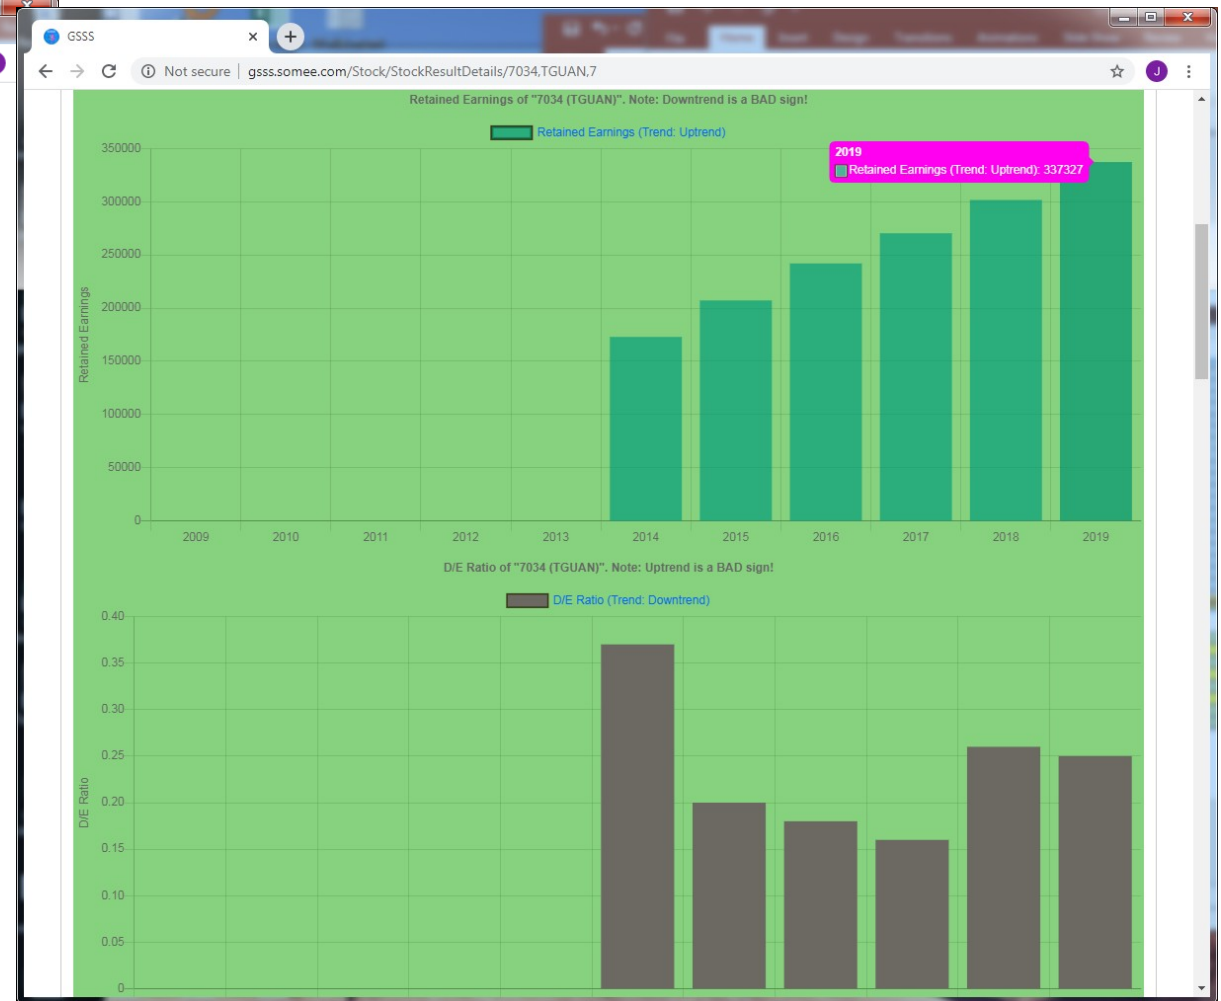 GSSS
Not secure | gsss.somee.com/Stock/StockResultDetails/7034,TGUAN,7
J
Retained Earnings of "7034 (TGUAN)". Note: Downtrend is a BAD sign!
Retained Earnings (Trend: Uptrend)
2019
Retained Earnings (Trend: Uptrend): 337327
Retained Earnings
350000
300000
250000
200000
150000
100000
50000
0
2009 2010 2011 2012 2013 2014 2015 2016 2017 2018 2019
D/E Ratio of "7034 (TGUAN)". Note: Uptrend is a BAD sign!
D/E Ratio (Trend: Downtrend)
D/E Ratio
0.40
0.35
0.30
0.25
0.20
0.15
0.10
0.05
0